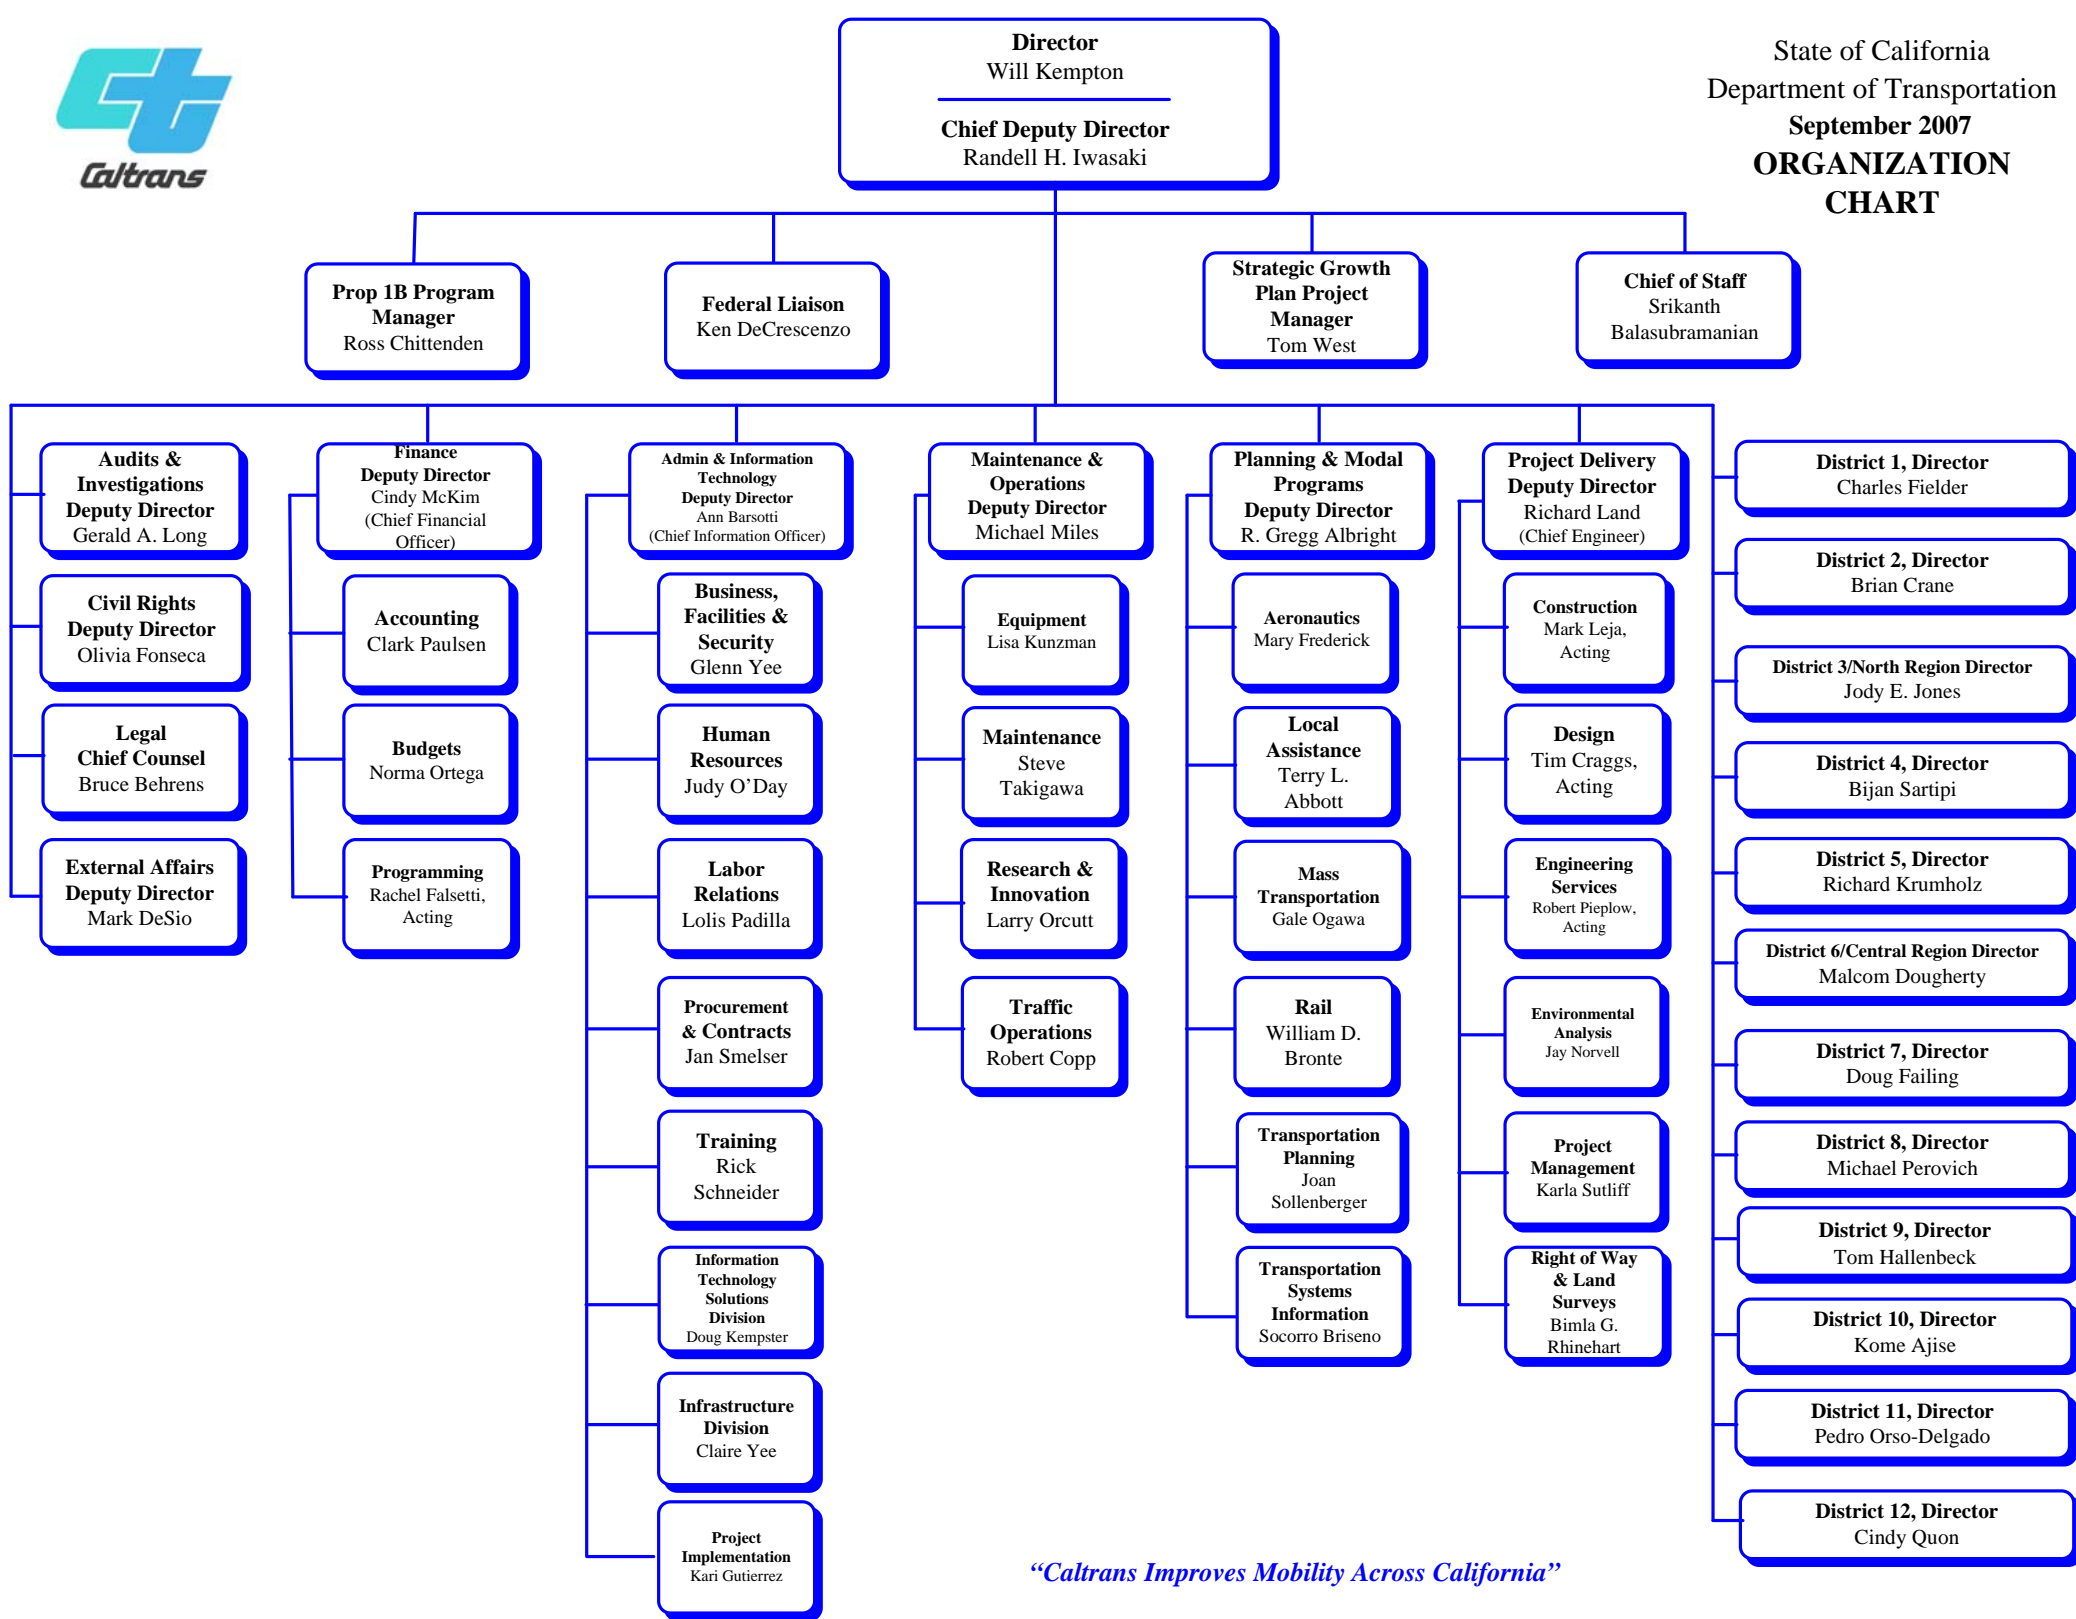 Caltrans
Director
Will Kempton
Chief Deputy Director
Randell H. Iwasaki
State of California
Department of Transportation
September 2007
ORGANIZATION
CHART
Prop 1B Program
Manager
Ross Chittenden
Federal Liaison
Ken DeCrescenzo
Strategic Growth
Plan Project
Manager
Tom West
Chief of Staff
Srikanth
Balasubramanian
Audits &
Investigations
Deputy Director
Gerald A. Long
Civil Rights
Deputy Director
Olivia Fonseca
Legal
Chief Counsel
Bruce Behrens
External Affairs
Deputy Director
Mark DeSio
Finance
Deputy Director
Cindy McKim
(Chief Financial
Officer)
Accounting
Clark Paulsen
Budgets
Norma Ortega
Programming
Rachel Falsetti,
Acting
Admin & Information
Technology
Deputy Director
Ann Barsotti
(Chief Information Officer)
Business,
Facilities &
Security
Glenn Yee
Human
Resources
Judy O’Day
Labor
Relations
Lolis Padilla
Procurement
& Contracts
Jan Smelser
Training
Rick
Schneider
Information
Technology
Solutions
Division
Doug Kempster
Infrastructure
Division
Claire Yee
Project
Implementation
Kari Gutierrez
Maintenance &
Operations
Deputy Director
Michael Miles
Equipment
Lisa Kunzman
Maintenance
Steve
Takigawa
Research &
Innovation
Larry Orcutt
Traffic
Operations
Robert Copp
Planning & Modal
Programs
Deputy Director
R. Gregg Albright
Aeronautics
Mary Frederick
Local
Assistance
Terry L.
Abbott
Mass
Transportation
Gale Ogawa
Rail
William D.
Bronte
Transportation
Planning
Joan
Sollenberger
Transportation
Systems
Information
Socorro Briseno
Project Delivery
Deputy Director
Richard Land
(Chief Engineer)
Construction
Mark Leja,
Acting
Design
Tim Craggs,
Acting
Engineering
Services
Robert Pieplow,
Acting
Environmental
Analysis
Jay Norvell
Project
Management
Karla Sutliff
Right of Way
& Land
Surveys
Bimla G.
Rhinehart
District 1, Director
Charles Fielder
District 2, Director
Brian Crane
District 3/North Region Director
Jody E. Jones
District 4, Director
Bijan Sartipi
District 5, Director
Richard Krumholz
District 6/Central Region Director
Malcom Dougherty
District 7, Director
Doug Failing
District 8, Director
Michael Perovich
District 9, Director
Tom Hallenbeck
District 10, Director
Kome Ajise
District 11, Director
Pedro Orso-Delgado
District 12, Director
Cindy Quon
“Caltrans Improves Mobility Across California”